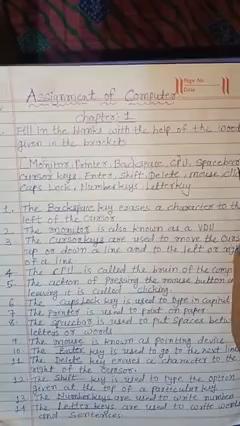 Page No.
Date
Assignment of Computer
Chapter: 1
Fill in the blanks with the help of the words
given in the brackets
Monitor, Printer, Backspace, CPU, Spacebar
cursor keys, Enter, Shift, Delete, mouse, click
Caps Lock, Number keys, Letter key
1. The Backspace key erases a character to the
left of the cursor
2. The monitor is also known as a VDU
3. The cursor keys are used to move the cursor
up or down a line and to the left or
the line
4. The CPU is called the brain of the comp
5. The action of pressing the mouse button and
leaving it is called clicking.
6. The Caps Lock key is used to type in capital
7. The Printer is used to print on paper
8. The spacebar is used to put spaces between
letters or word
9. The mouse is known as pointing device
10. The Enter key is used to go to the next line
11. The Delete key erases to character to the
right of the cursor.
12. The Shift key is used to type the option
given at the top of a particular key
13. The Number keys are used to write number
14. The Letter keys are used to write words
and sentences.